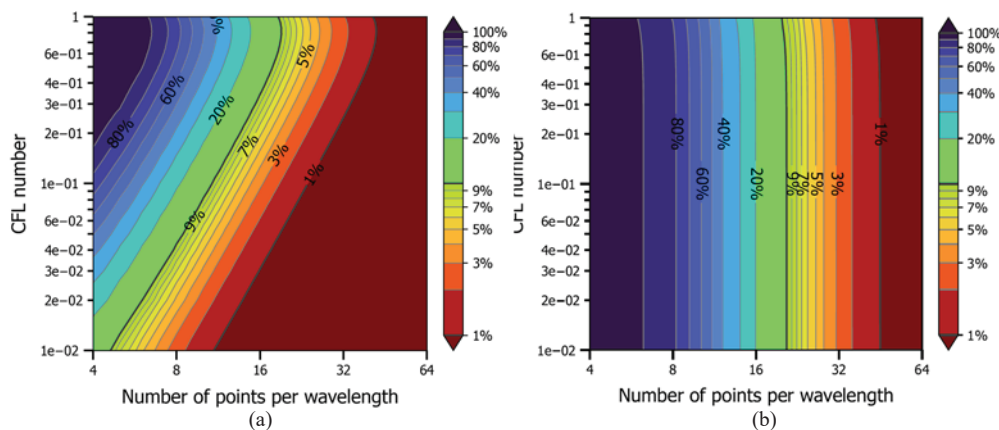 1
6e−01
4e−01
3e−01
2e−01
1e−01
6e−02
4e−02
3e−02
2e−02
1e−02
CFL number
4 8 16 32 64
Number of points per wavelength
(a)
80%
60%
20%
9%
7%
5%
3%
1%
100%
80%
60%
40%
20%
9%
7%
5%
3%
1%
1
6e−01
4e−01
3e−01
2e−01
1e−01
6e−02
4e−02
3e−02
2e−02
1e−02
CFL number
4 8 16 32 64
Number of points per wavelength
(b)
80%
60%
40%
20%
9%
7%
5%
3%
1%
100%
80%
60%
40%
20%
9%
7%
5%
3%
1%